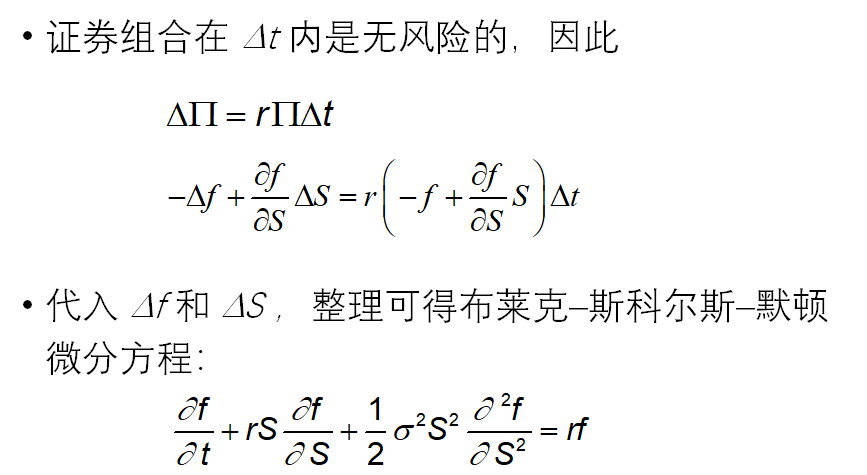 • 证券组合在 Δt 内是无风险的，因此
ΔΠ = rΠΔt
−Δf + ∂f/∂S ΔS = r(−f + ∂f/∂S S)Δt
• 代入 Δf 和 ΔS ，整理可得布莱克–斯科尔斯–默顿
微分方程：
∂f/∂t + rS ∂f/∂S + 1/2 σ²S² ∂²f/∂S² = rf